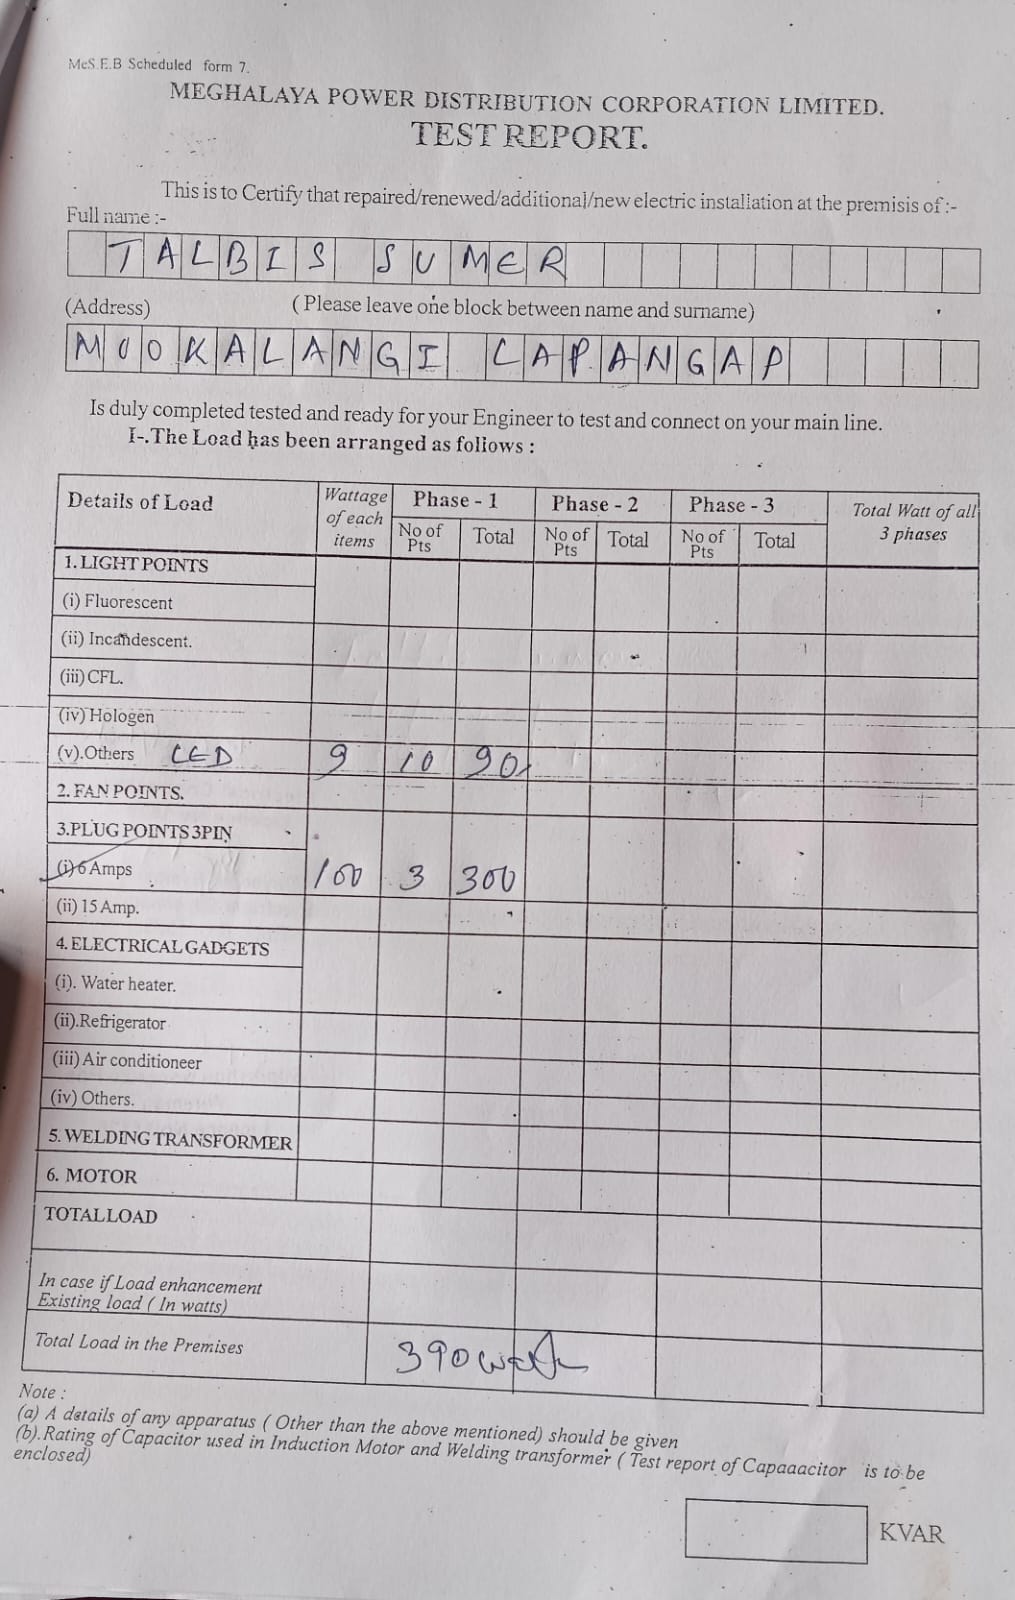 MeS.E.B Scheduled form 7.
MEGHALAYA POWER DISTRIBUTION CORPORATION LIMITED.
TEST REPORT.
This is to Certify that repaired/renewed/additional/new electric installation at the premisis of :-
Full name :-
TALBIS SUMER
(Address) ( Please leave one block between name and surname)
MOOKALANGI LAPANGAP
Is duly completed tested and ready for your Engineer to test and connect on your main line.
I-.The Load has been arranged as follows :
Details of Load Wattage of each items Phase - 1 Phase - 2 Phase - 3 Total Watt of all 3 phases
No of Pts Total No of Pts Total No of Pts Total
1. LIGHT POINTS
(i) Fluorescent
(ii) Incandescent.
(iii) CFL.
(iv) Hologen
(v).Others LED 9 10 90
2. FAN POINTS.
3.PLUG POINTS 3PIN
(i) 6 Amps 100 3 300
(ii) 15 Amp.
4. ELECTRICAL GADGETS
(i). Water heater.
(ii).Refrigerator
(iii) Air conditioneer
(iv) Others.
5. WELDING TRANSFORMER
6. MOTOR
TOTAL LOAD
In case if Load enhancement
Existing load ( In watts)
Total Load in the Premises 390 watts
Note :
(a) A details of any apparatus ( Other than the above mentioned) should be given
(b).Rating of Capacitor used in Induction Motor and Welding transformer ( Test report of Capaaacitor is to be
enclosed)
KVAR